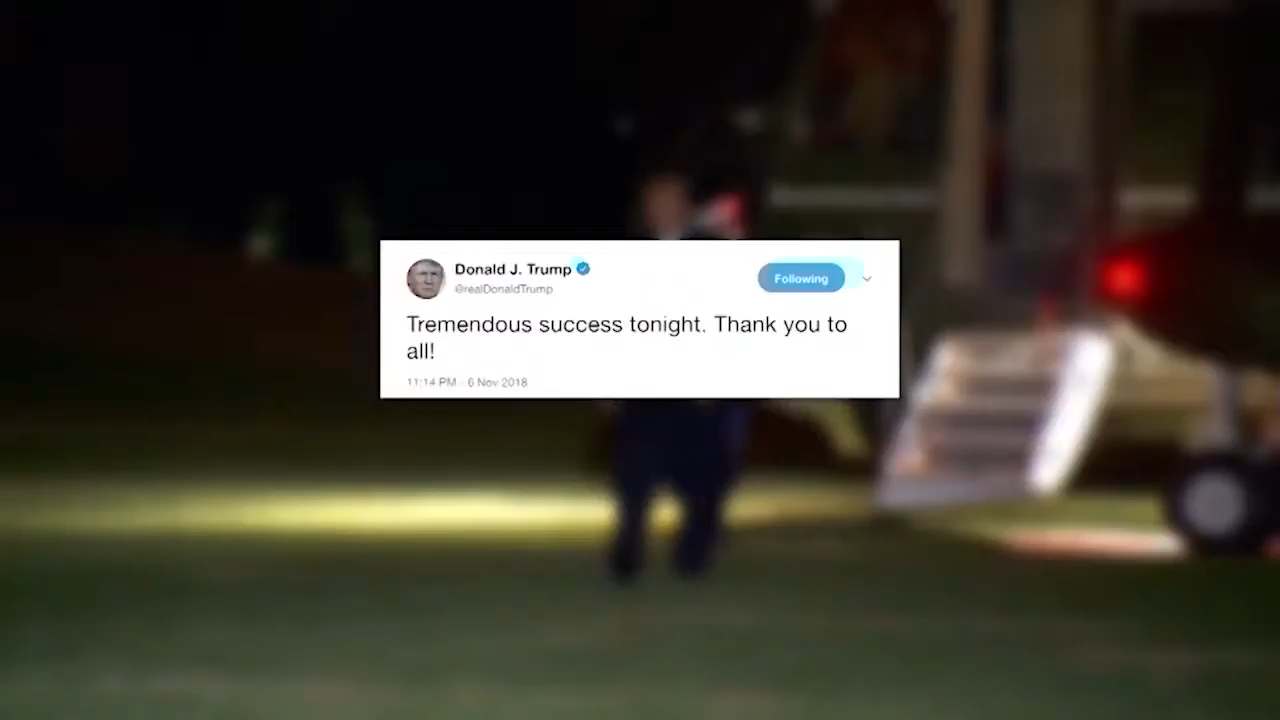 Donald J. Trump
@realDonaldTrump
Following
Tremendous success tonight. Thank you to
all!
11:14 PM - 6 Nov 2018